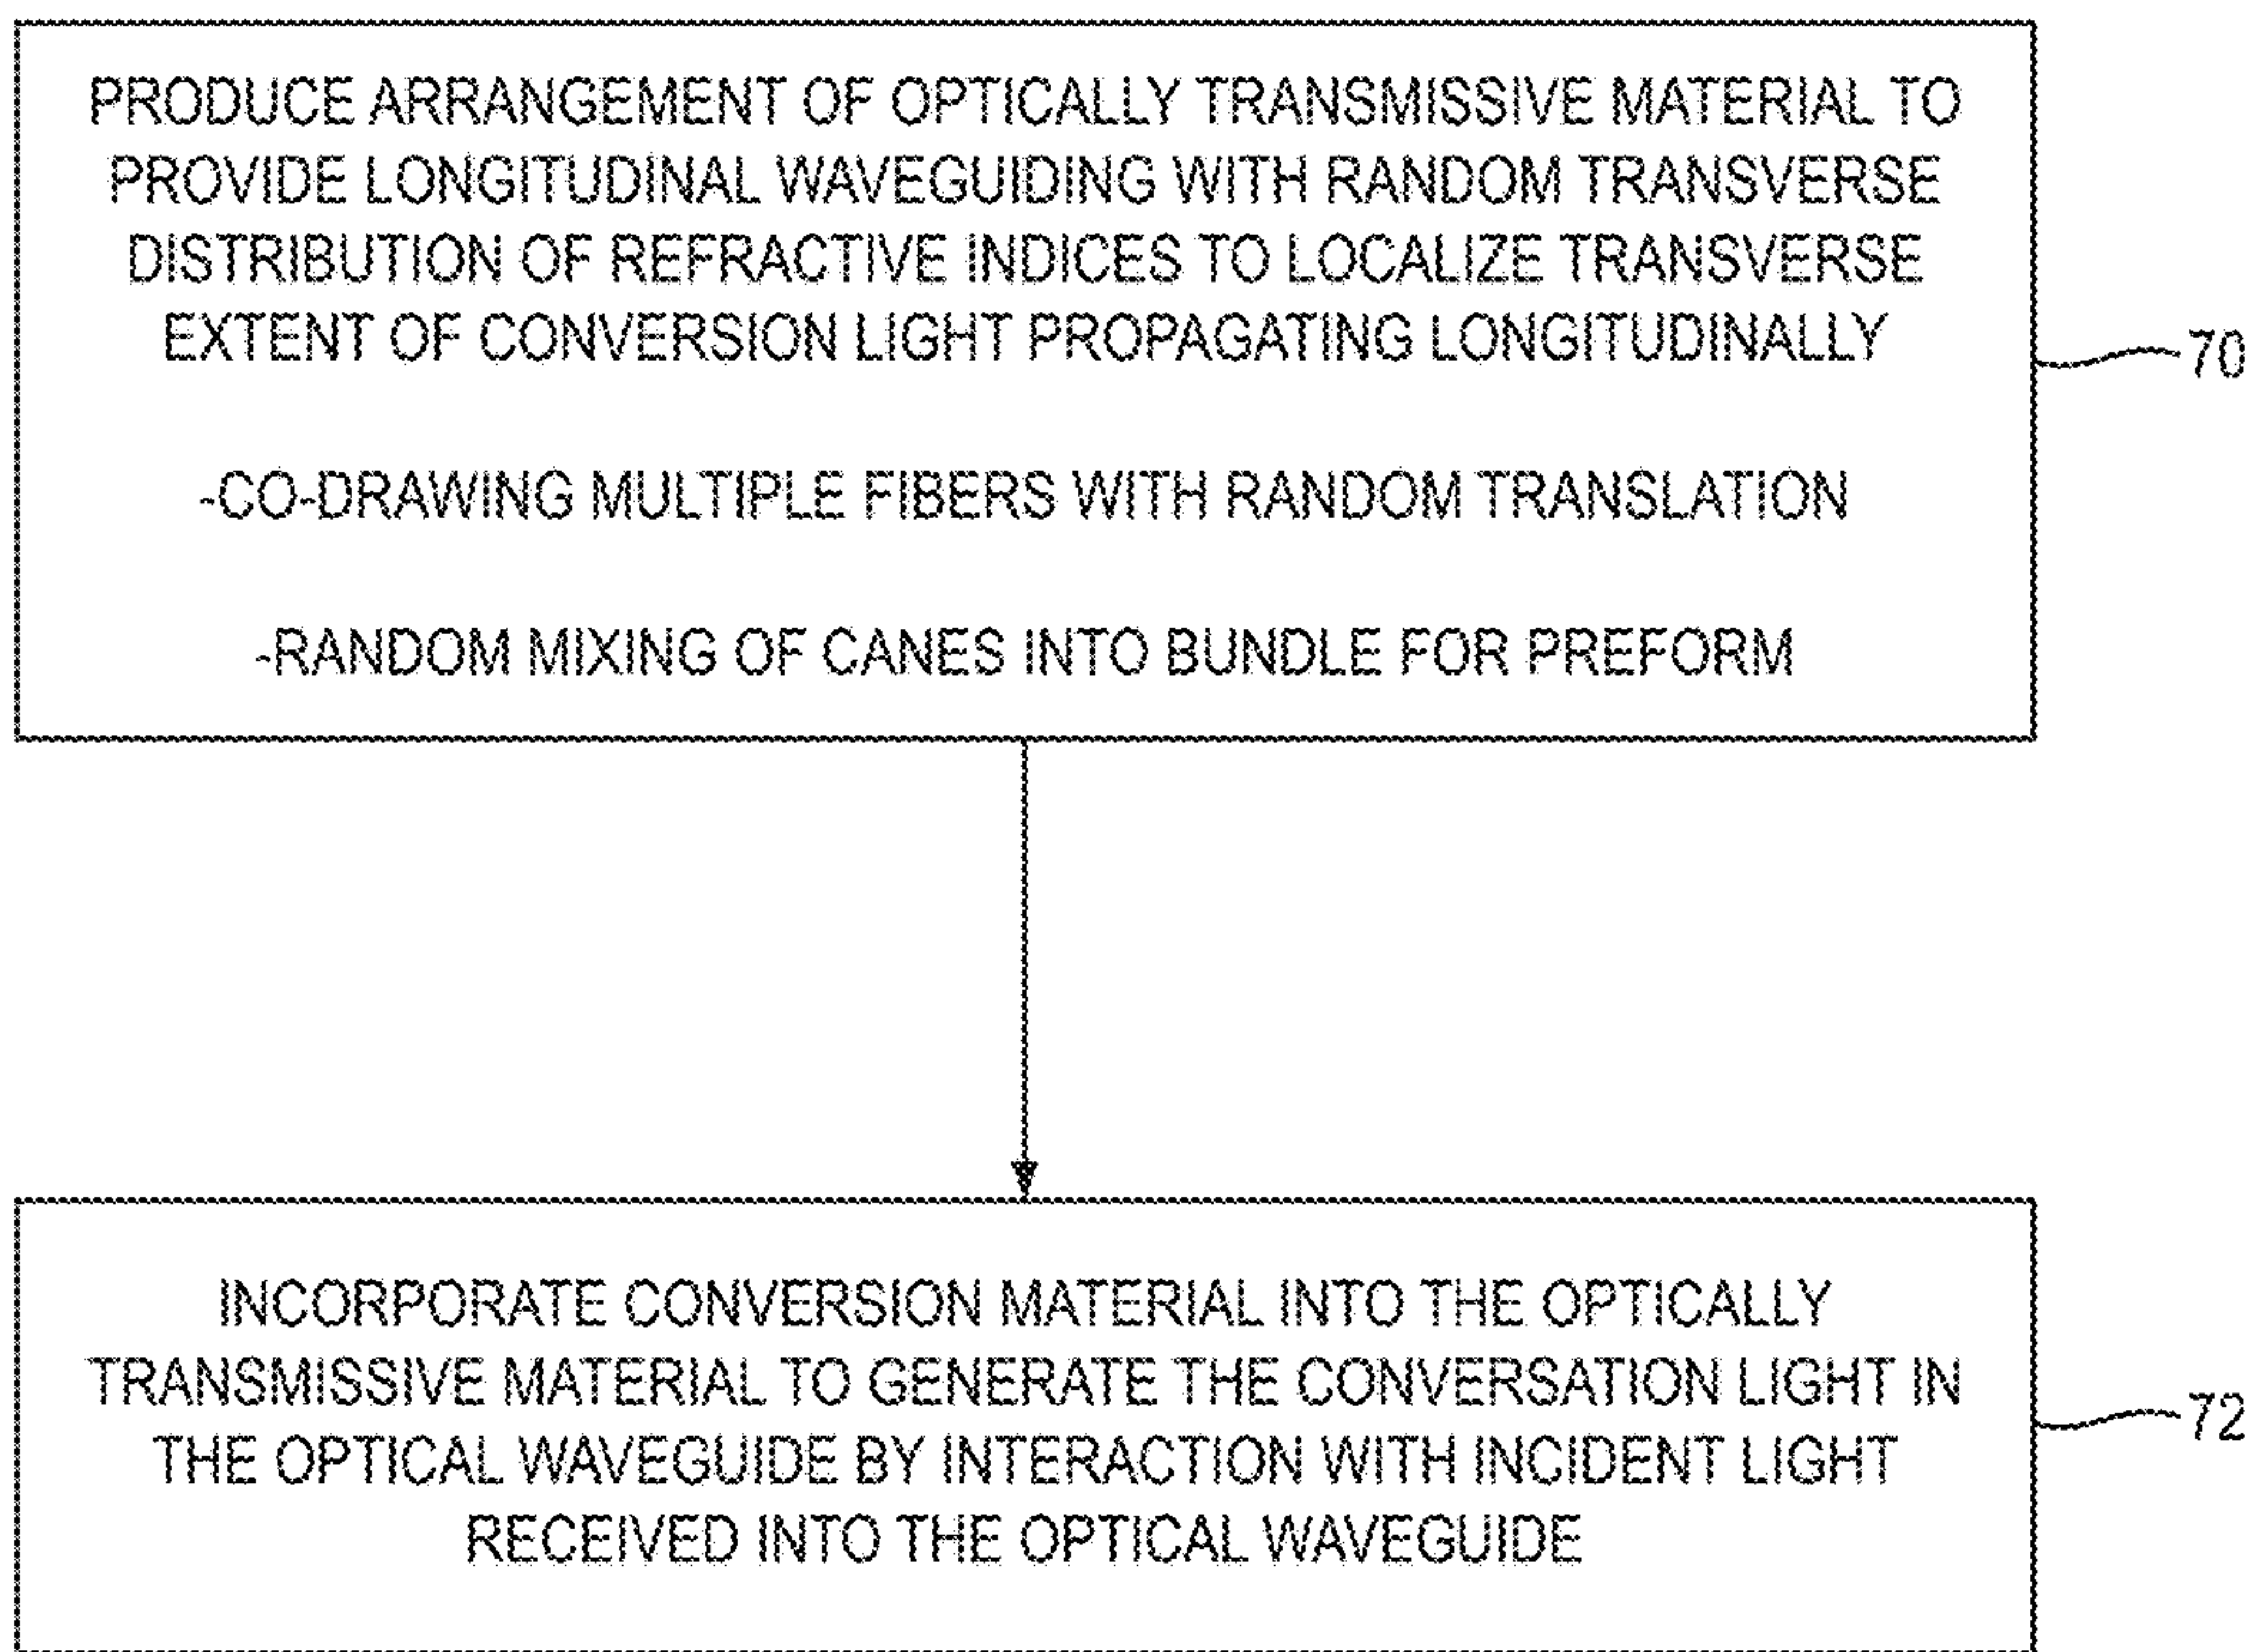 PRODUCE ARRANGEMENT OF OPTICALLY TRANSMISSIVE MATERIAL TO
PROVIDE LONGITUDINAL WAVEGUIDING WITH RANDOM TRANSVERSE
DISTRIBUTION OF REFRACTIVE INDICES TO LOCALIZE TRANSVERSE
EXTENT OF CONVERSION LIGHT PROPAGATING LONGITUDINALLY
70
-CO-DRAWING MULTIPLE FIBERS WITH RANDOM TRANSLATION
-RANDOM MIXING OF CANES INTO BUNDLE FOR PREFORM
INCORPORATE CONVERSION MATERIAL INTO THE OPTICALLY
TRANSMISSIVE MATERIAL TO GENERATE THE CONVERSATION LIGHT IN
72
THE OPTICAL WAVEGUIDE BY INTERACTION WITH INCIDENT LIGHT
RECEIVED INTO THE OPTICAL WAVEGUIDE